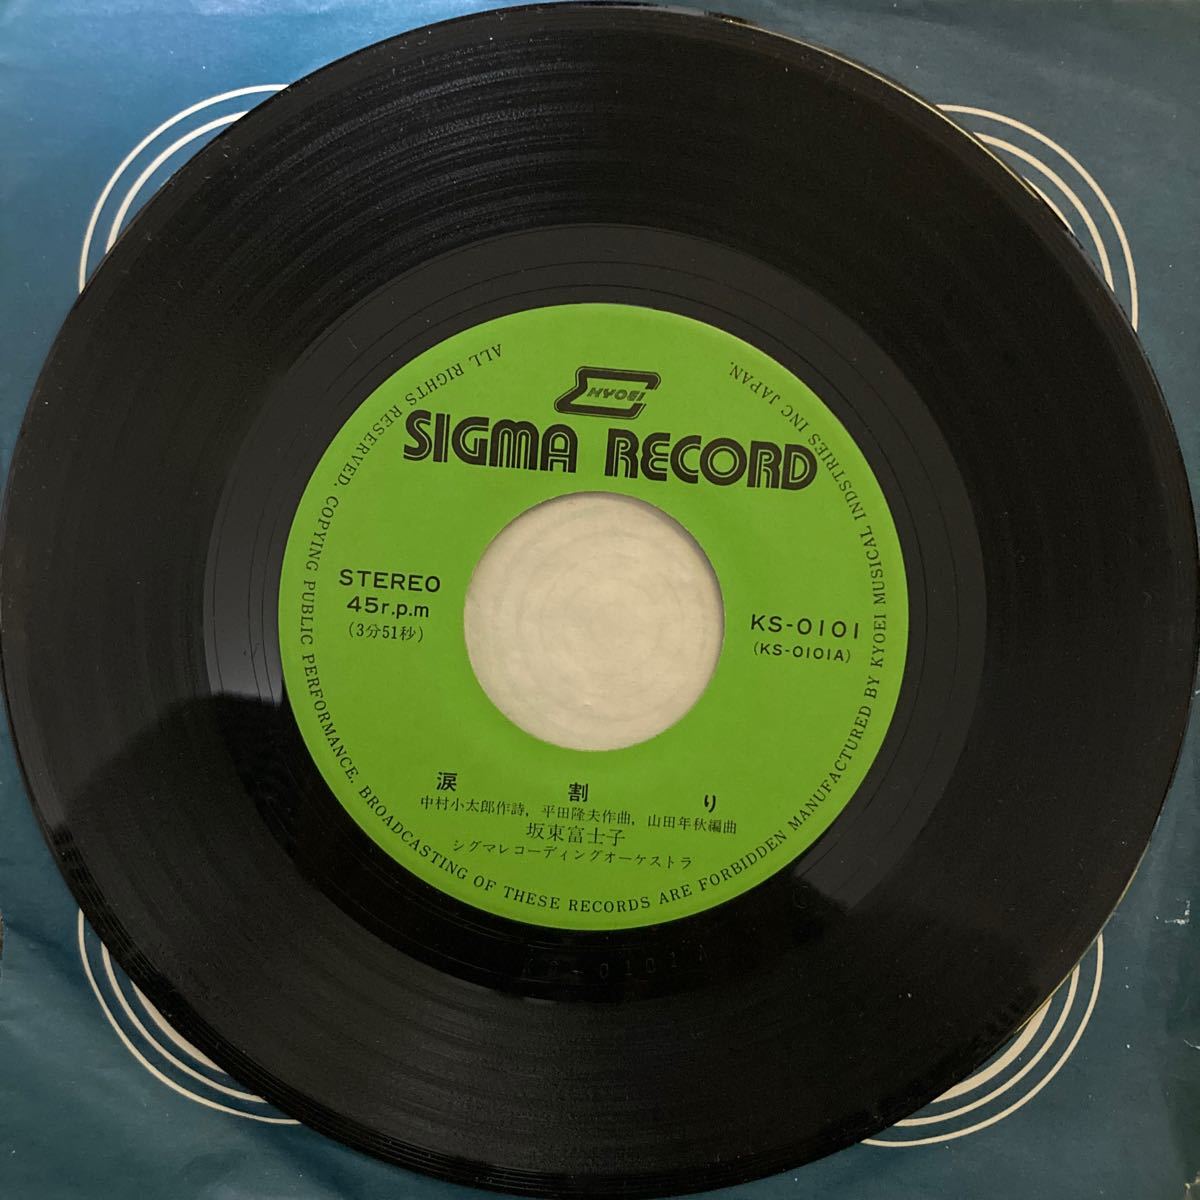 KYOEI
SIGMA RECORD
STEREO
45r.p.m
(3分51秒)
KS-0101
(KS-0101A)
涙割り
中村小太郎作詩, 平田隆夫作曲, 山田年秋編曲
坂東富士子
シグマレコーディングオーケストラ
ALL RIGHTS RESERVED. COPYING PUBLIC PERFORMANCE. BROADCASTING OF THESE RECORDS ARE FORBIDDEN MANUFACTURED BY KYOEI MUSICAL INDSTRIES INC JAPAN.
KS-0101A